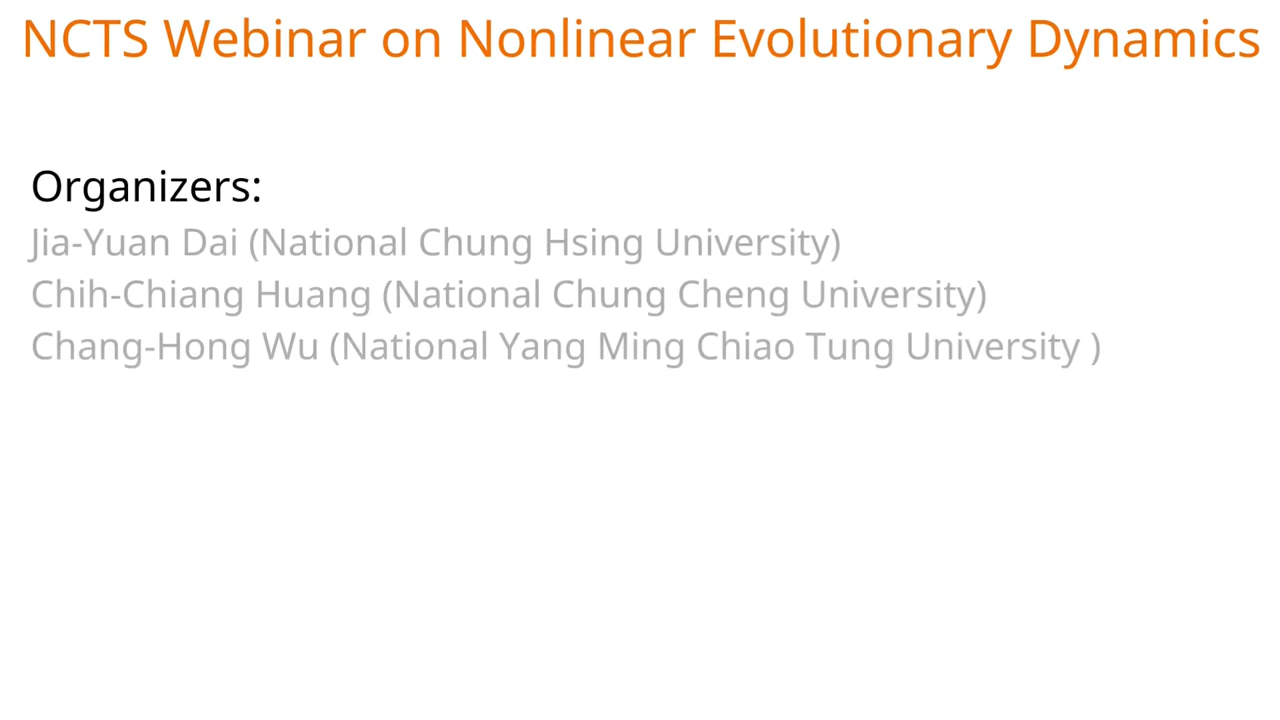 NCTS Webinar on Nonlinear Evolutionary Dynamics
Organizers:
Jia-Yuan Dai (National Chung Hsing University)
Chih-Chiang Huang (National Chung Cheng University)
Chang-Hong Wu (National Yang Ming Chiao Tung University )